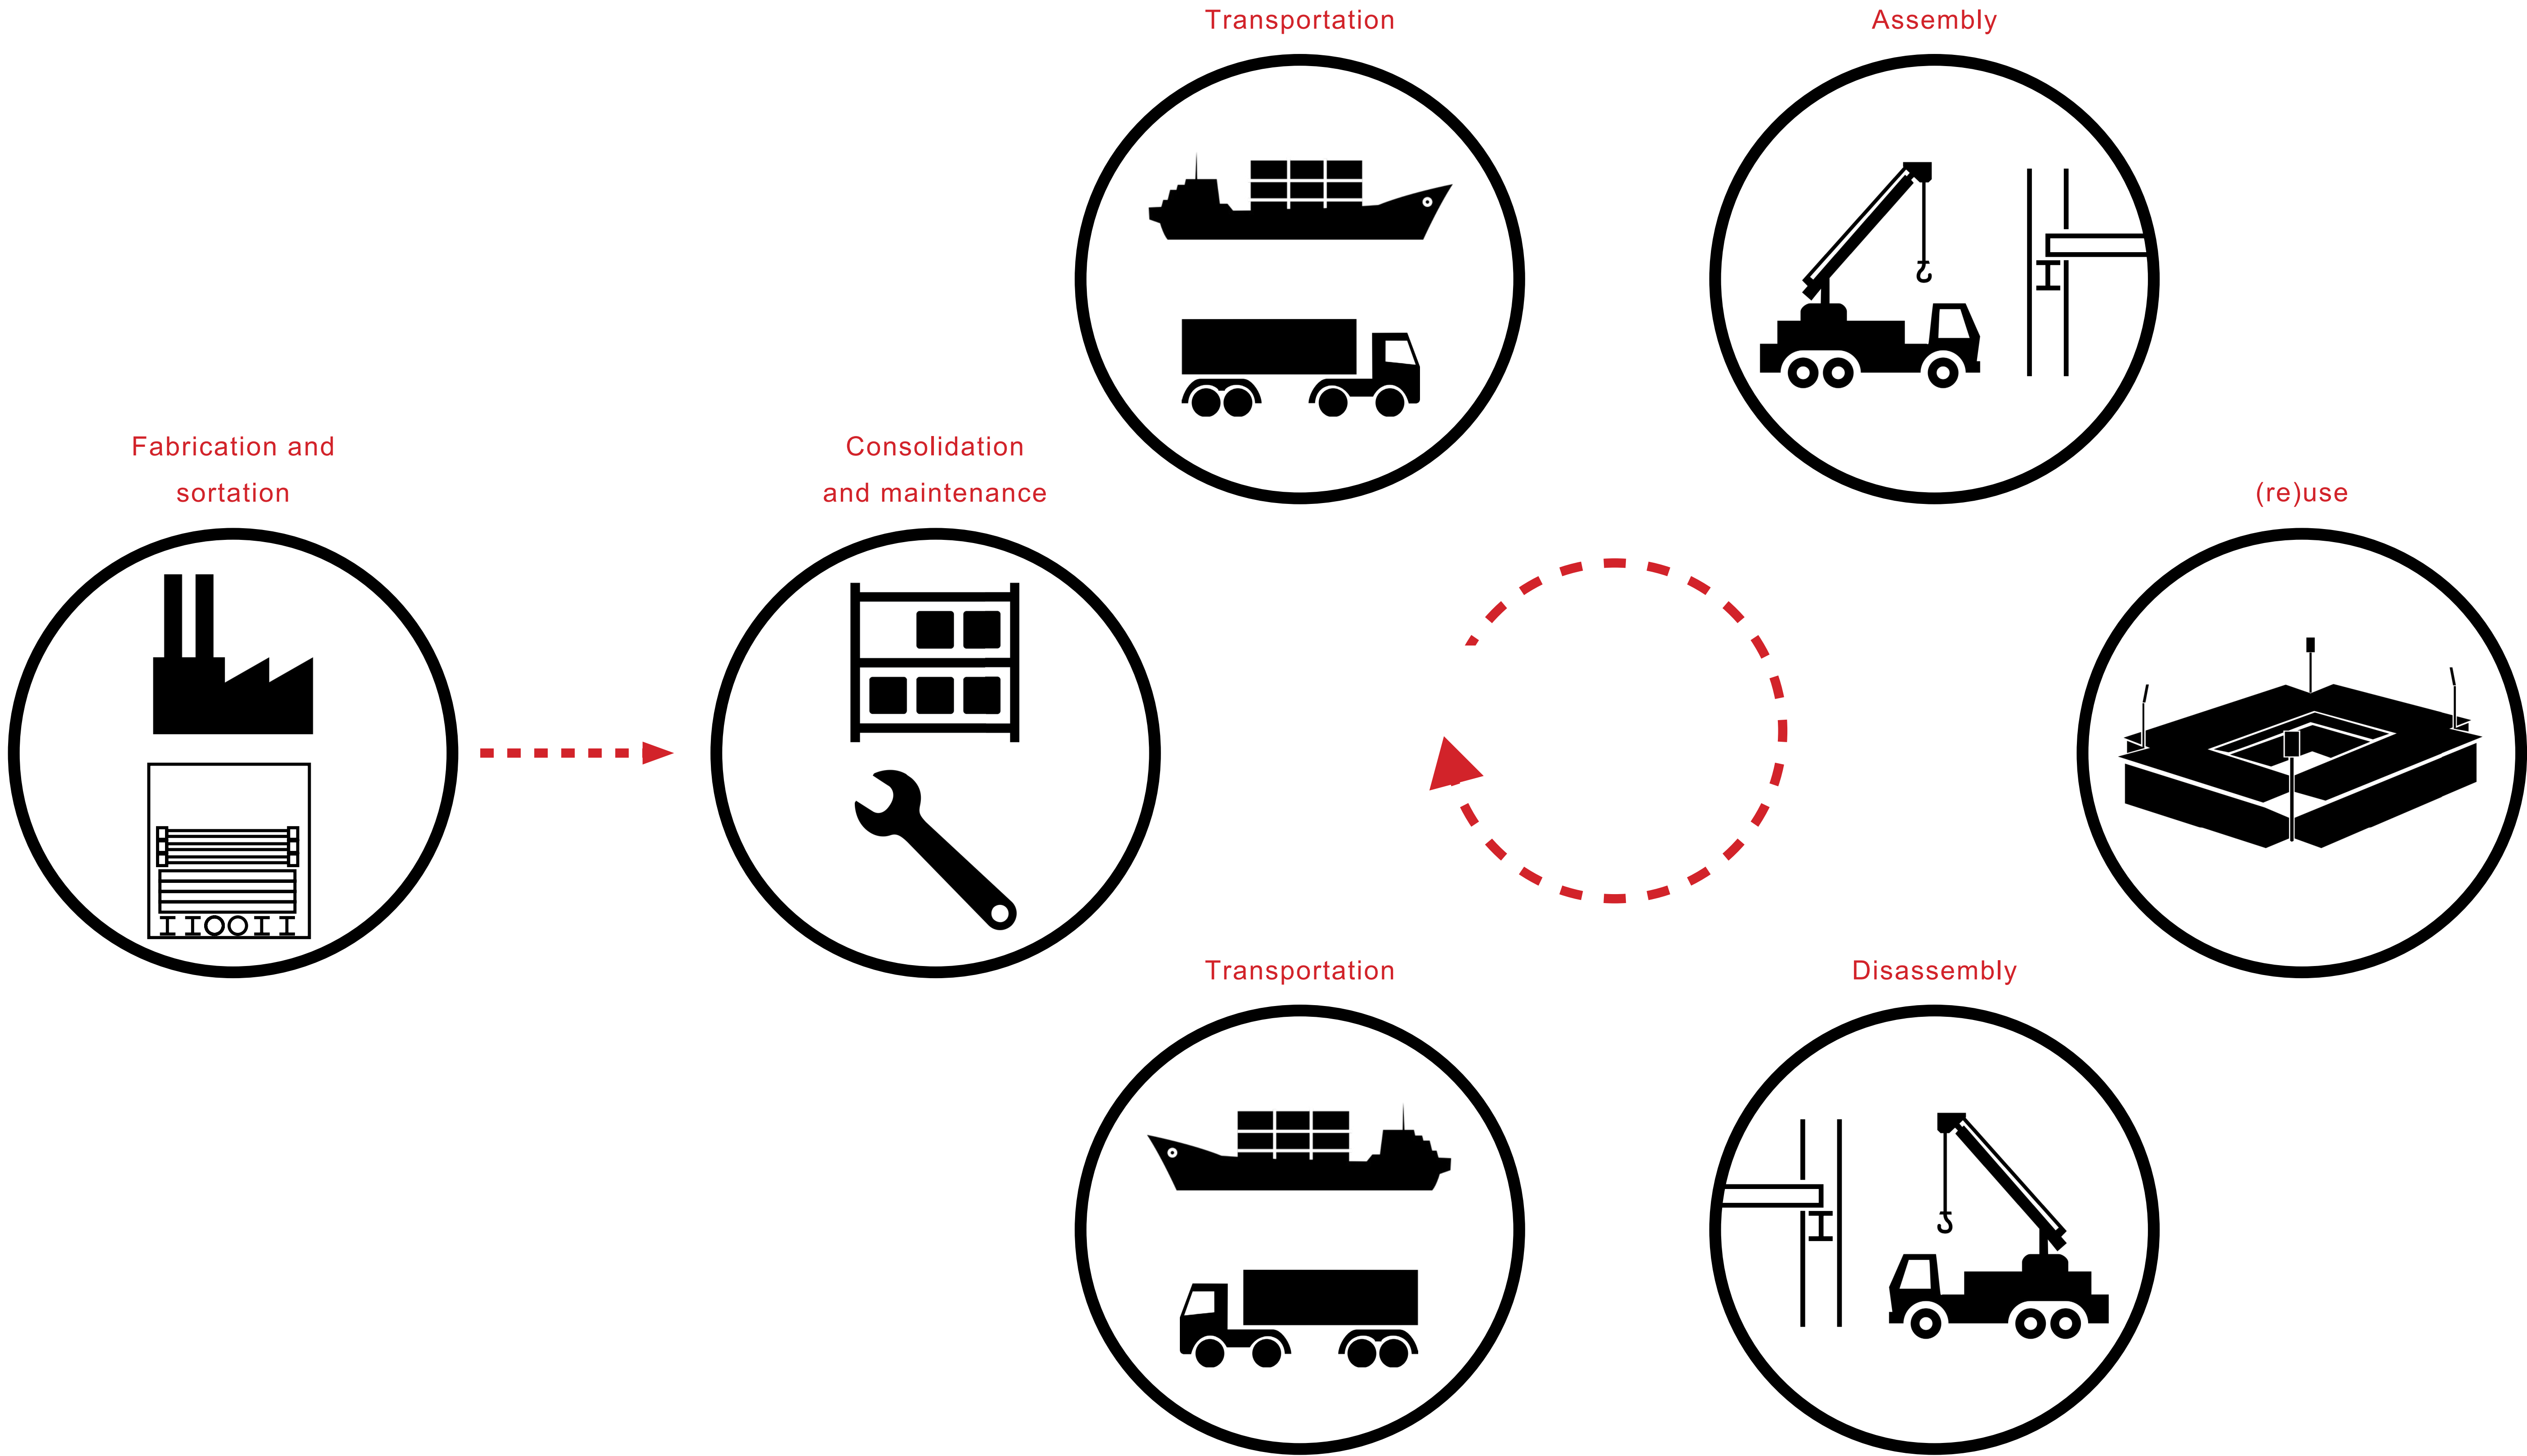 Transportation
Assembly
Fabrication and
sortation
Consolidation
and maintenance
(re)use
Transportation
Disassembly